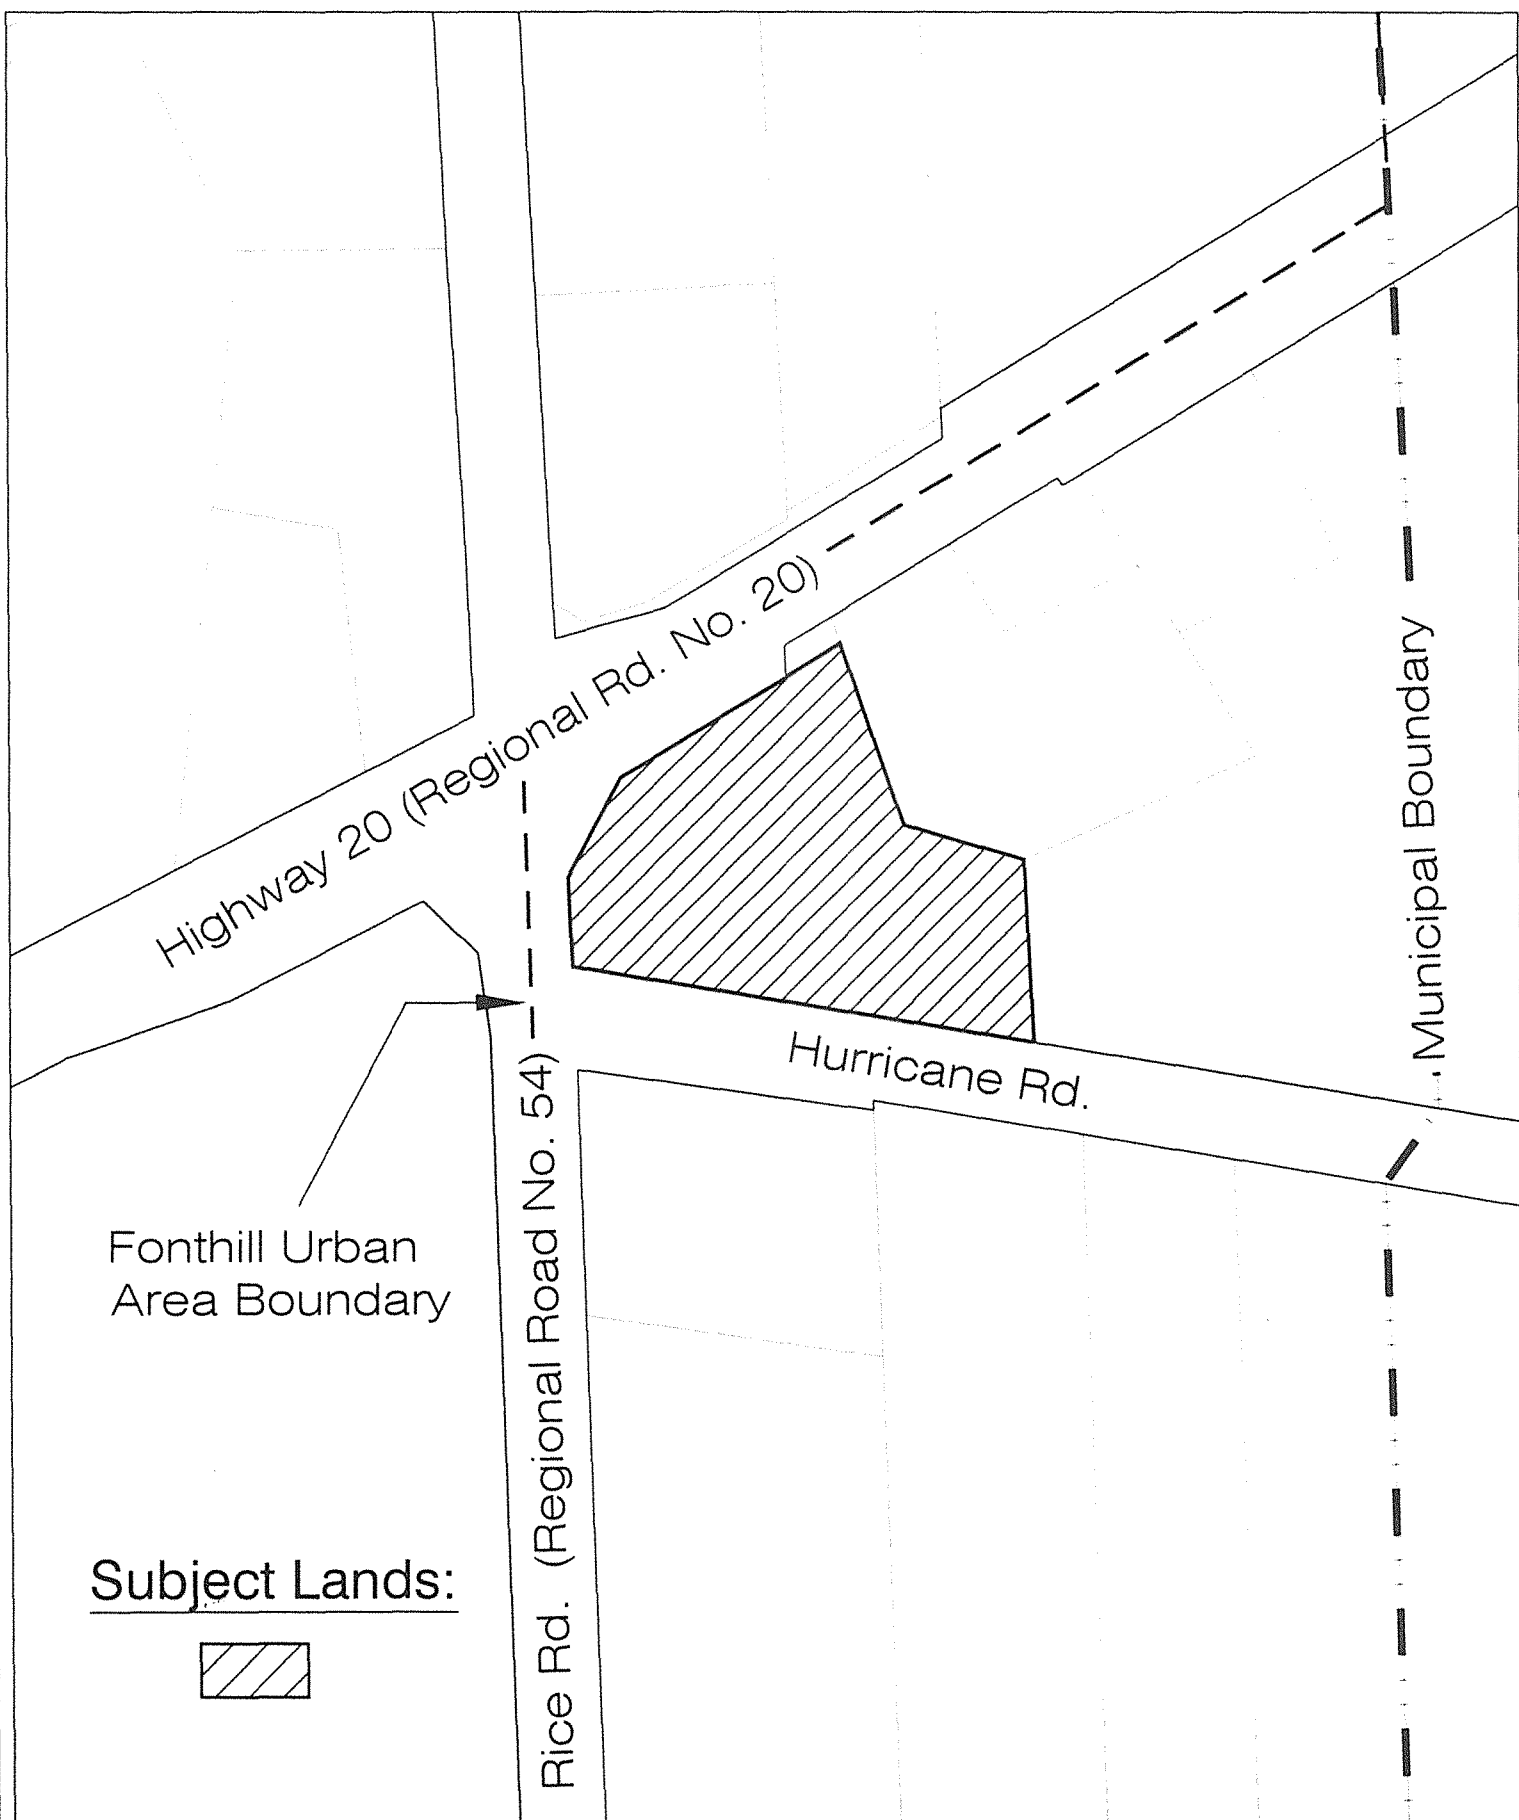 Highway 20 (Regional Rd. No. 20)
Municipal Boundary
Hurricane Rd.
Rice Rd. (Regional Road No. 54)
Fonthill Urban
Area Boundary
Subject Lands: